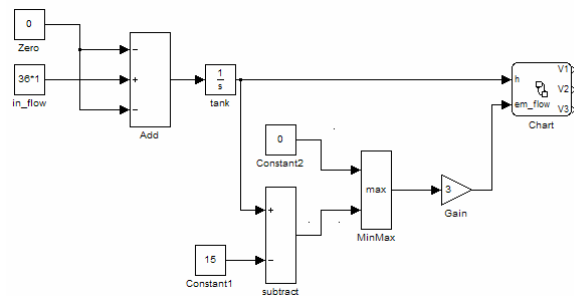 0
Zero
36*1
in_flow
−
+
−
Add
1
s
tank
h
em_flow
V1
V2
V3
Chart
0
Constant2
max
MinMax
3
Gain
+
−
subtract
15
Constant1